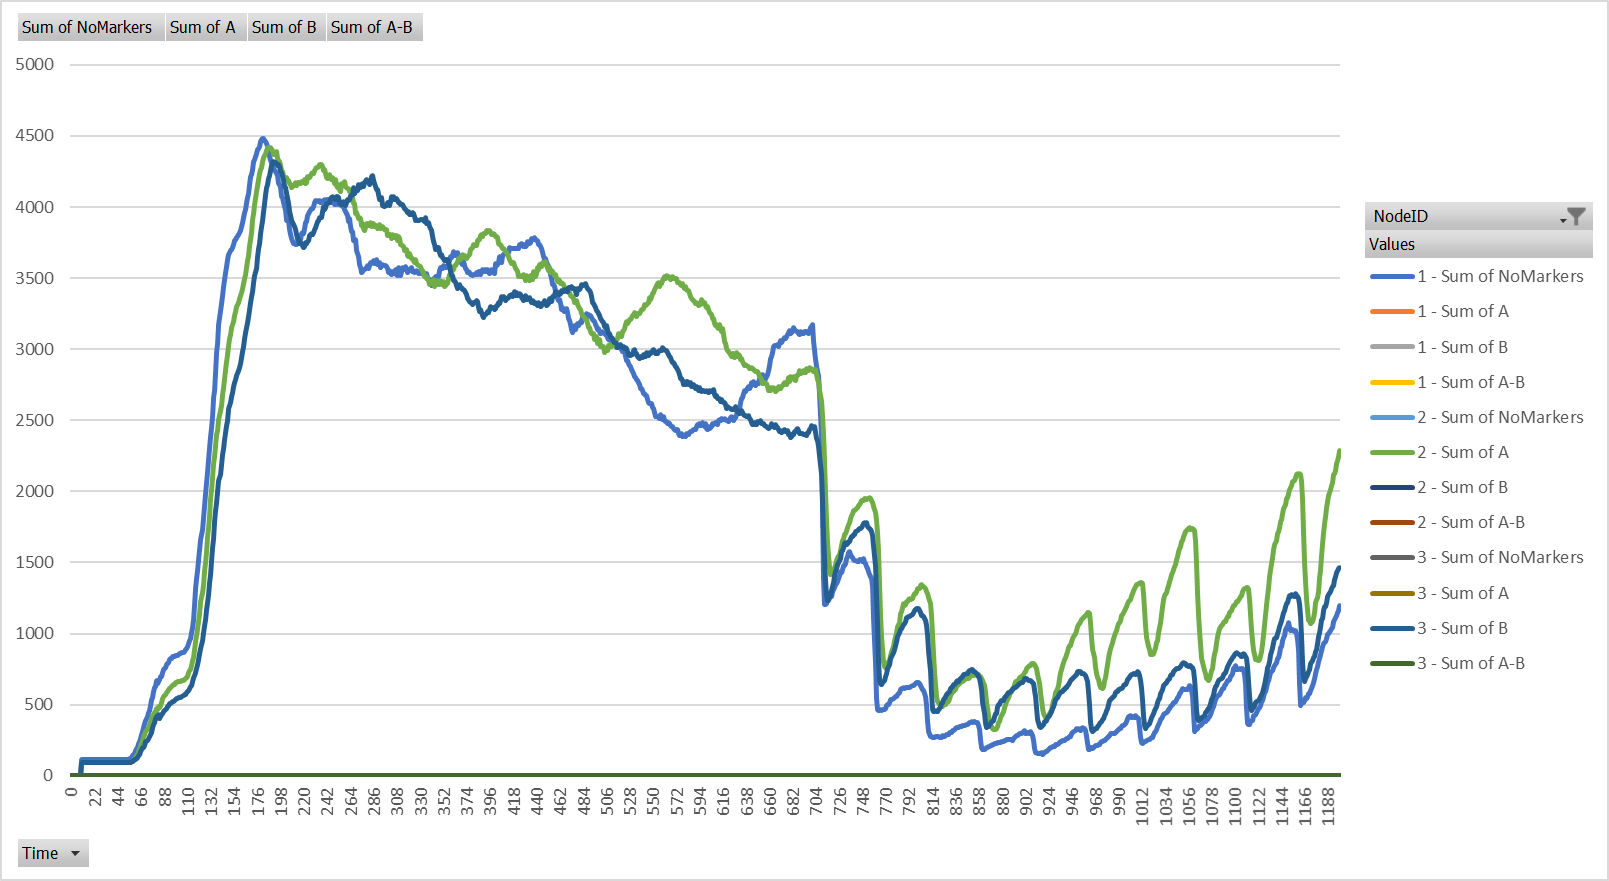 Sum of NoMarkers Sum of A Sum of B Sum of A-B
5000
4500
4000
3500
3000
2500
2000
1500
1000
500
0
0 22 44 66 88 110 132 154 176 198 220 242 264 286 308 330 352 374 396 418 440 462 484 506 528 550 572 594 616 638 660 682 704 726 748 770 792 814 836 858 880 902 924 946 968 990 1012 1034 1056 1078 1100 1122 1144 1166 1188
Time
NodeID
Values
1 - Sum of NoMarkers
1 - Sum of A
1 - Sum of B
1 - Sum of A-B
2 - Sum of NoMarkers
2 - Sum of A
2 - Sum of B
2 - Sum of A-B
3 - Sum of NoMarkers
3 - Sum of A
3 - Sum of B
3 - Sum of A-B